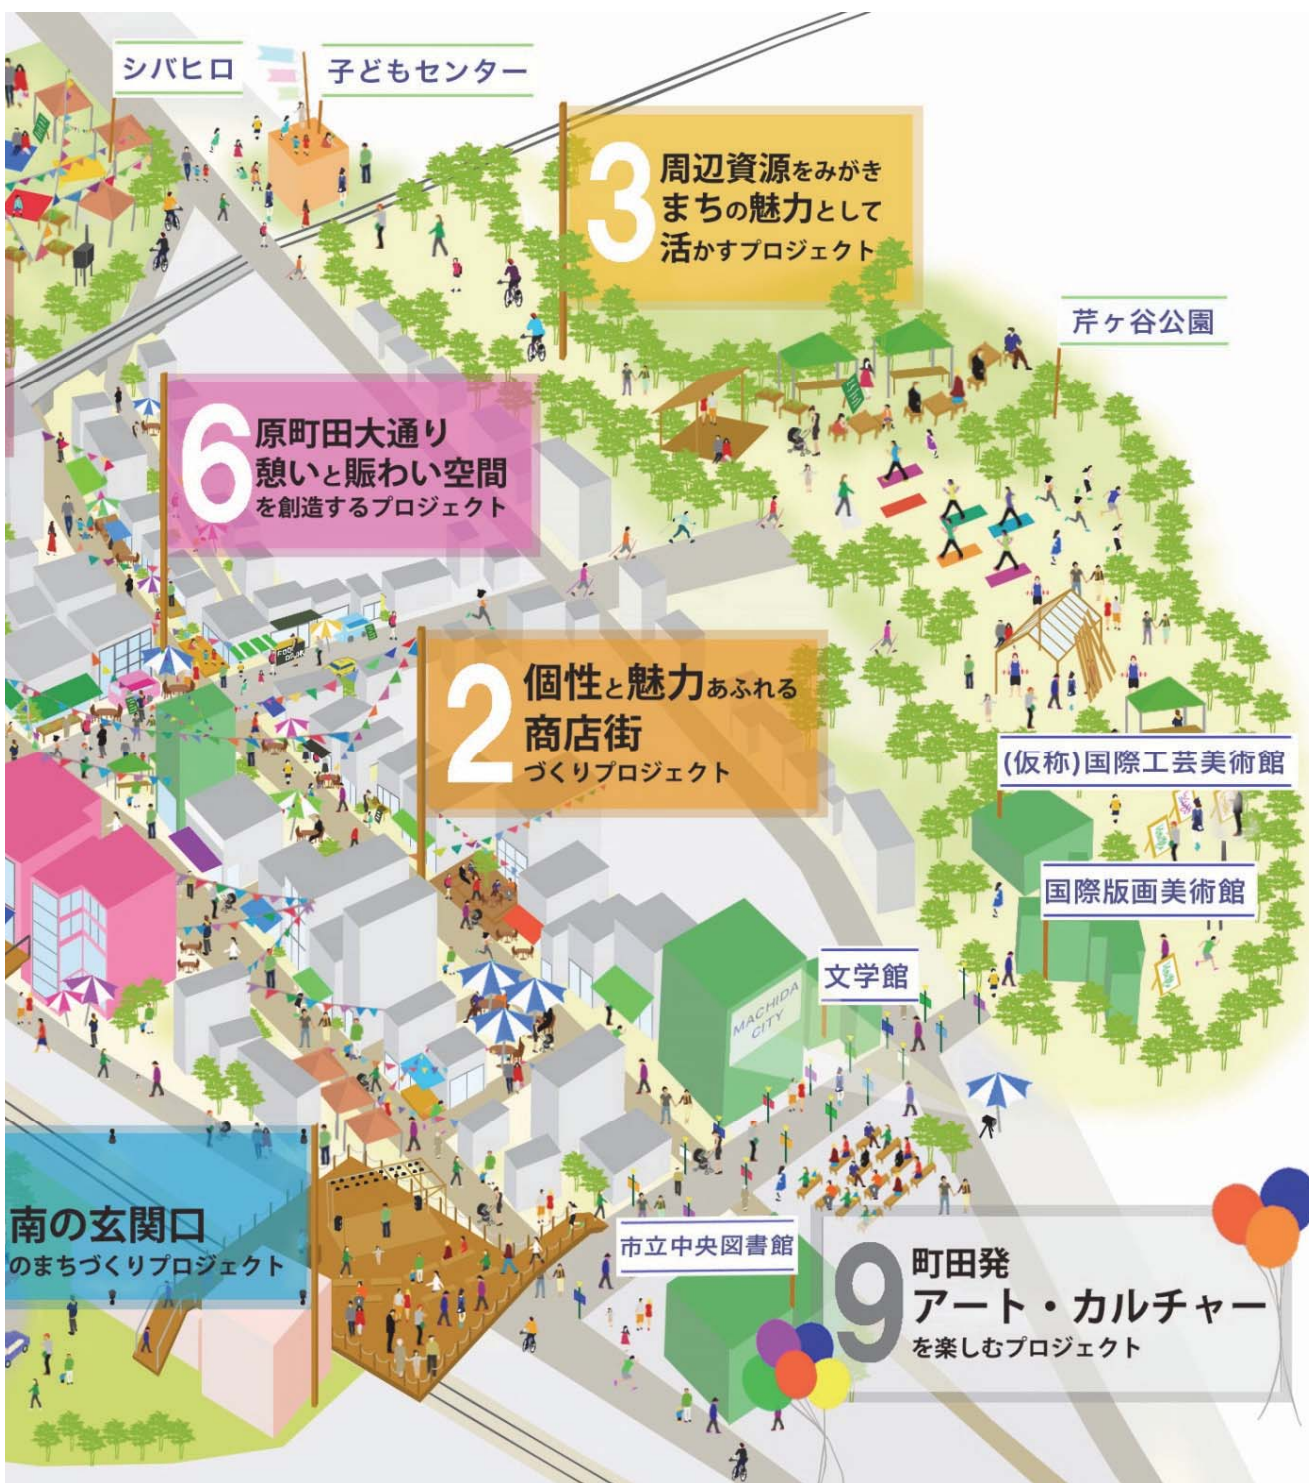 シバヒロ
子どもセンター
3
周辺資源をみがき
まちの魅力として
活かすプロジェクト
芹ヶ谷公園
6
原町田大通り
憩いと賑わい空間
を創造するプロジェクト
2
個性と魅力あふれる
商店街
づくりプロジェクト
(仮称)国際工芸美術館
国際版画美術館
文学館
MACHIDA
CITY
南の玄関口
のまちづくりプロジェクト
市立中央図書館
9
町田発
アート・カルチャー
を楽しむプロジェクト